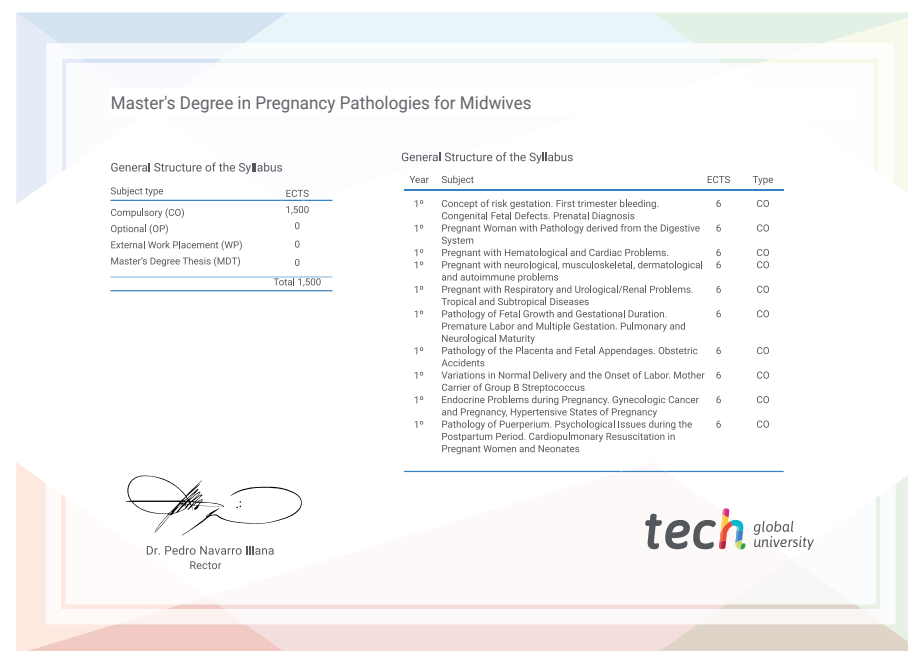 Master's Degree in Pregnancy Pathologies for Midwives
General Structure of the Syllabus
Subject type ECTS
Compulsory (CO) 1,500
Optional (OP) 0
External Work Placement (WP) 0
Master's Degree Thesis (MDT) 0
Total 1,500
General Structure of the Syllabus
Year Subject ECTS Type
1º Concept of risk gestation. First trimester bleeding. 6 CO
Congenital Fetal Defects. Prenatal Diagnosis
1º Pregnant Woman with Pathology derived from the Digestive 6 CO
System
1º Pregnant with Hematological and Cardiac Problems. 6 CO
1º Pregnant with neurological, musculoskeletal, dermatological 6 CO
and autoimmune problems
1º Pregnant with Respiratory and Urological/Renal Problems. 6 CO
Tropical and Subtropical Diseases
1º Pathology of Fetal Growth and Gestational Duration. 6 CO
Premature Labor and Multiple Gestation. Pulmonary and
Neurological Maturity
1º Pathology of the Placenta and Fetal Appendages. Obstetric 6 CO
Accidents
1º Variations in Normal Delivery and the Onset of Labor. Mother 6 CO
Carrier of Group B Streptococcus
1º Endocrine Problems during Pregnancy. Gynecologic Cancer 6 CO
and Pregnancy, Hypertensive States of Pregnancy
1º Pathology of Puerperium. Psychological Issues during the 6 CO
Postpartum Period. Cardiopulmonary Resuscitation in
Pregnant Women and Neonates
Dr. Pedro Navarro Illana
Rector
tech global
university